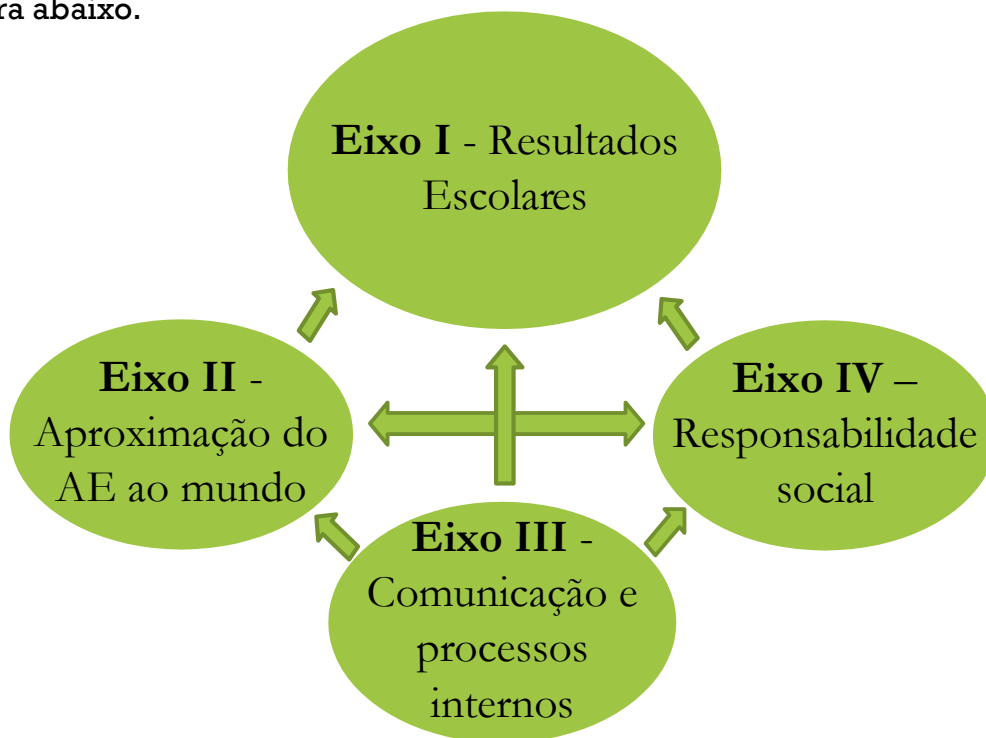 ra abaixo.
Eixo I - Resultados
Escolares
Eixo II -
Aproximação do
AE ao mundo
Eixo IV –
Responsabilidade
social
Eixo III -
Comunicação e
processos
internos